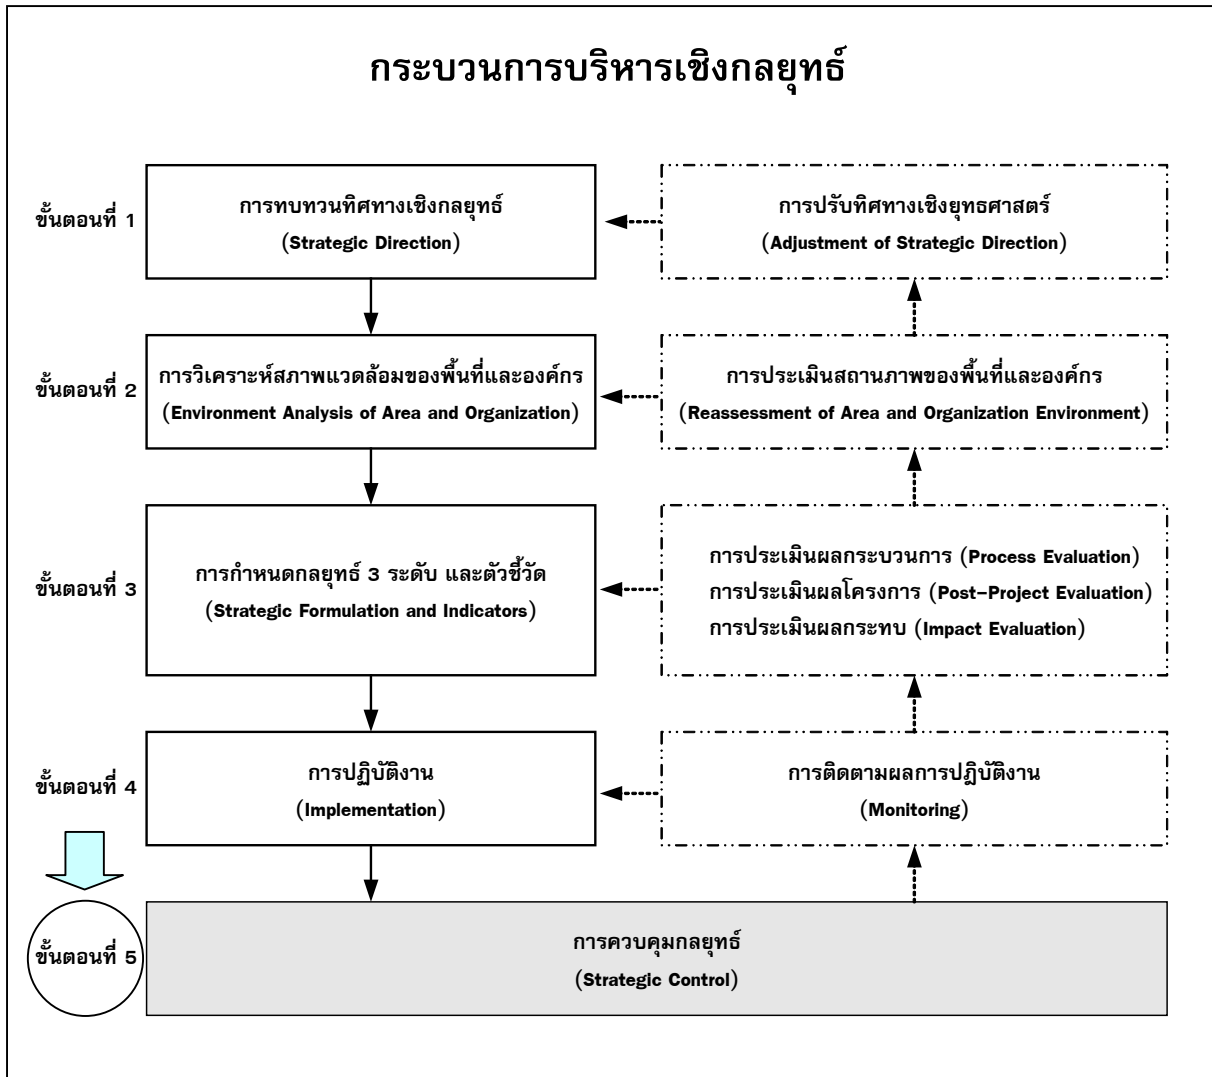 กระบวนการบริหารเชิงกลยุทธ์
ขั้นตอนที่ 1
การทบทวนทิศทางเชิงกลยุทธ์
(Strategic Direction)
การปรับทิศทางเชิงยุทธศาสตร์
(Adjustment of Strategic Direction)
ขั้นตอนที่ 2
การวิเคราะห์สภาพแวดล้อมของพื้นที่และองค์กร
(Environment Analysis of Area and Organization)
การประเมินสถานภาพของพื้นที่และองค์กร
(Reassessment of Area and Organization Environment)
ขั้นตอนที่ 3
การกำหนดกลยุทธ์ 3 ระดับ และตัวชี้วัด
(Strategic Formulation and Indicators)
การประเมินผลกระบวนการ (Process Evaluation)
การประเมินผลโครงการ (Post-Project Evaluation)
การประเมินผลกระทบ (Impact Evaluation)
ขั้นตอนที่ 4
การปฏิบัติงาน
(Implementation)
การติดตามผลการปฏิบัติงาน
(Monitoring)
ขั้นตอนที่ 5
การควบคุมกลยุทธ์
(Strategic Control)